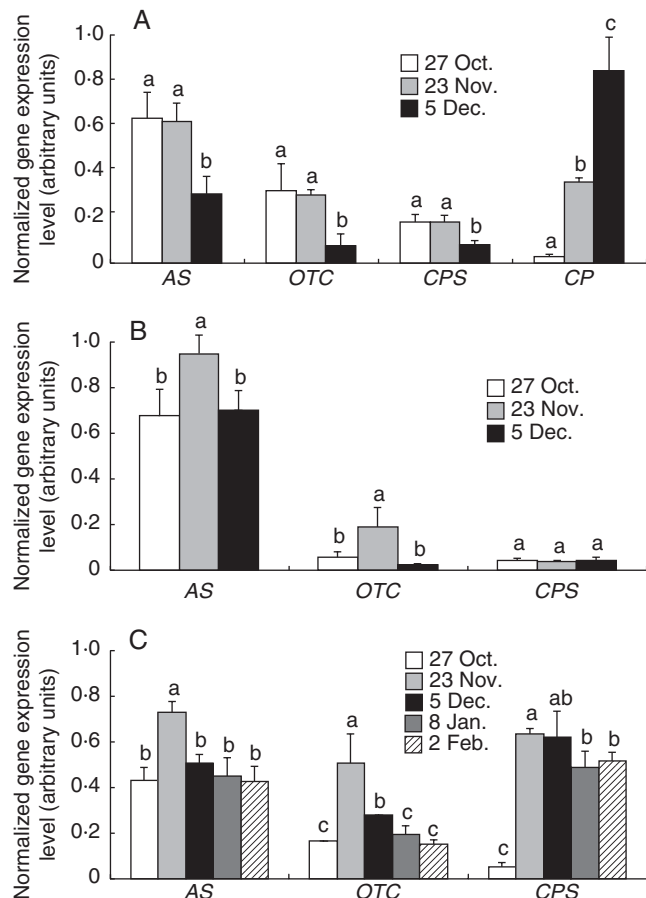 A
Normalized gene expression
level (arbitrary units)
1·0
0·8
0·6
0·4
0·2
0
27 Oct.
23 Nov.
5 Dec.
a a b
a a b
a a b
a b c
AS OTC CPS CP
B
Normalized gene expression
level (arbitrary units)
1·0
0·8
0·6
0·4
0·2
0
27 Oct.
23 Nov.
5 Dec.
b a b
b a b
a a a
AS OTC CPS
C
Normalized gene expression
level (arbitrary units)
1·0
0·8
0·6
0·4
0·2
0
27 Oct.
23 Nov.
5 Dec.
8 Jan.
2 Feb.
b a b b b
c a b c c
c a ab b b
AS OTC CPS